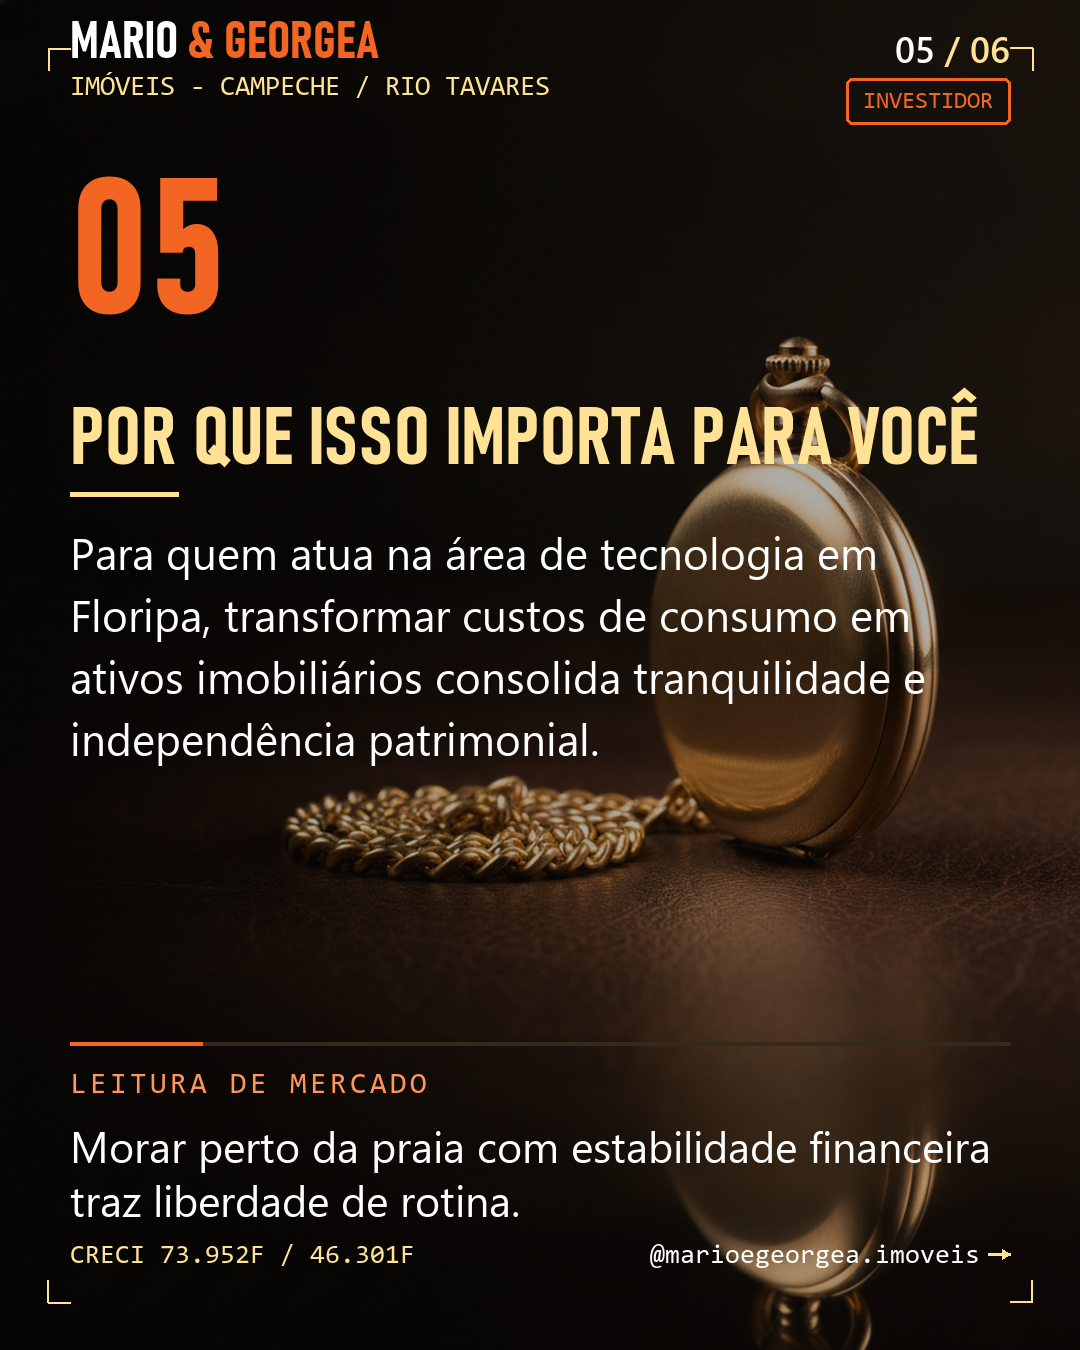 MARIO & GEORGEA
IMÓVEIS - CAMPECHE / RIO TAVARES
05 / 06
INVESTIDOR
05
POR QUE ISSO IMPORTA PARA VOCÊ
Para quem atua na área de tecnologia em
Floripa, transformar custos de consumo em
ativos imobiliários consolida tranquilidade e
independência patrimonial.
LEITURA DE MERCADO
Morar perto da praia com estabilidade financeira
traz liberdade de rotina.
CRECI 73.952F / 46.301F
@marioegeorgea.imoveis